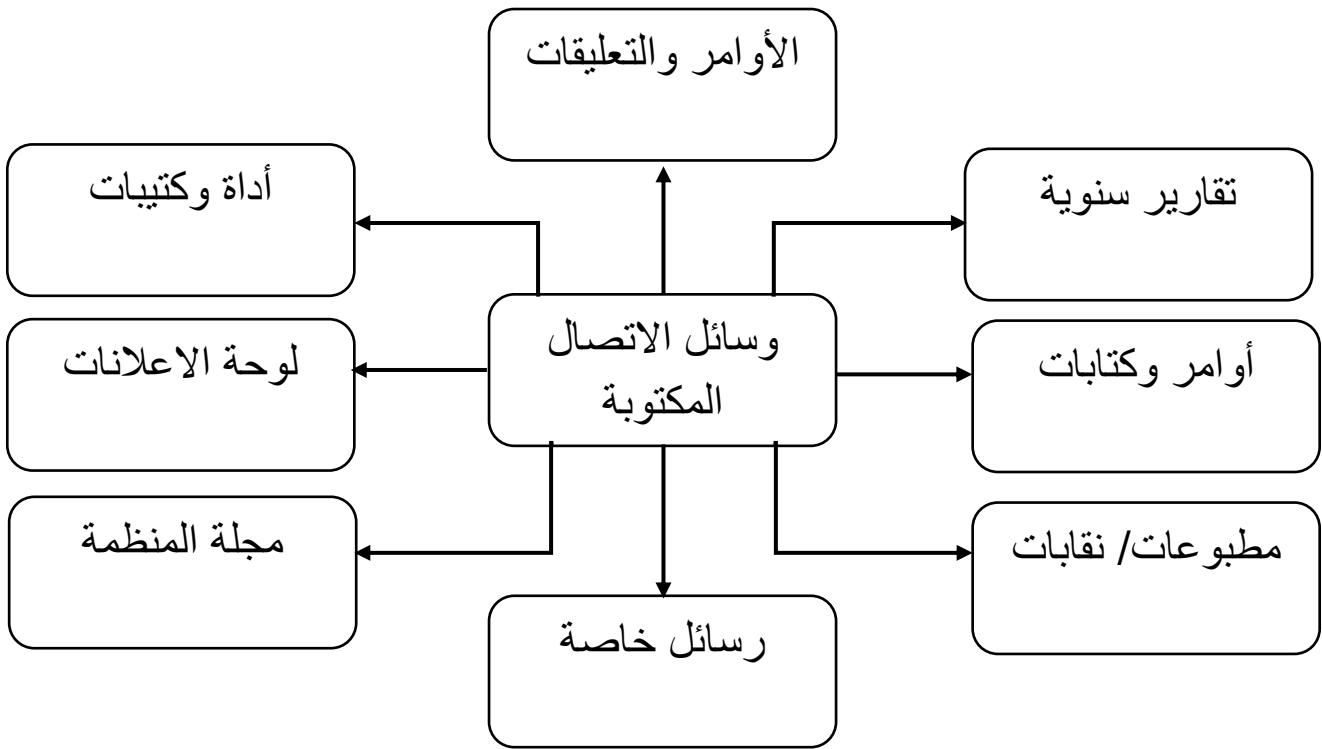 الأوامر والتعليقات
تقارير سنوية
أداة وكتيبات
وسائل الاتصال
المكتوبة
أوامر وكتابات
لوحة الاعلانات
مطبوعات/ نقابات
مجلة المنظمة
رسائل خاصة